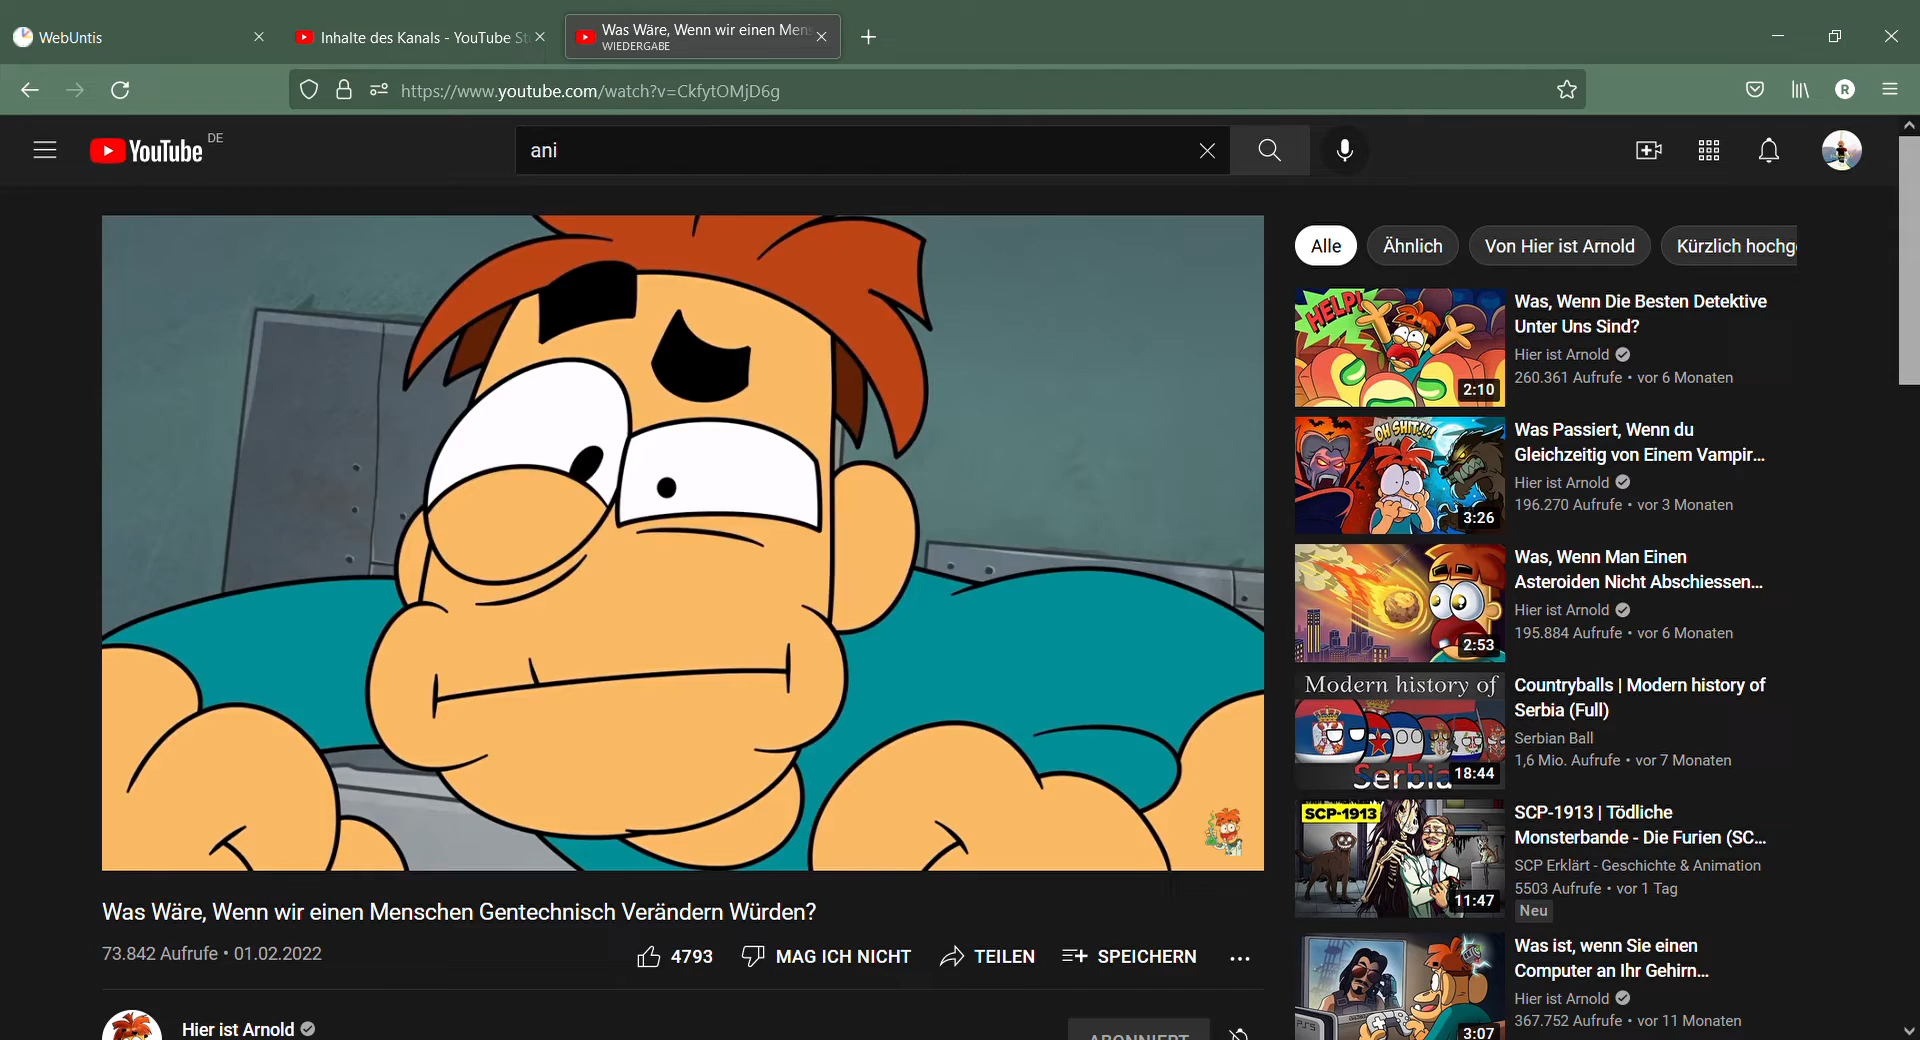 WebUntis
Inhalte des Kanals - YouTube St
Was Wäre, Wenn wir einen Mens
WIEDERGABE
https://www.youtube.com/watch?v=CkfytOMjD6g
R
YouTube DE
ani
Alle
Ähnlich
Von Hier ist Arnold
Kürzlich hochg
HELP!
2:10
Was, Wenn Die Besten Detektive
Unter Uns Sind?
Hier ist Arnold
260.361 Aufrufe • vor 6 Monaten
OH SHIT!!!
3:26
Was Passiert, Wenn du
Gleichzeitig von Einem Vampir...
Hier ist Arnold
196.270 Aufrufe • vor 3 Monaten
2:53
Was, Wenn Man Einen
Asteroiden Nicht Abschiessen...
Hier ist Arnold
195.884 Aufrufe • vor 6 Monaten
Modern history of
Serbia
18:44
Countryballs | Modern history of
Serbia (Full)
Serbian Ball
1,6 Mio. Aufrufe • vor 7 Monaten
SCP-1913
11:47
SCP-1913 | Tödliche
Monsterbande - Die Furien (SC...
SCP Erklärt - Geschichte & Animation
5503 Aufrufe • vor 1 Tag
Neu
PS5
3:07
Was ist, wenn Sie einen
Computer an Ihr Gehirn...
Hier ist Arnold
367.752 Aufrufe • vor 11 Monaten
Was Wäre, Wenn wir einen Menschen Gentechnisch Verändern Würden?
73.842 Aufrufe • 01.02.2022
4793
MAG ICH NICHT
TEILEN
SPEICHERN
Hier ist Arnold
ABONNIERT